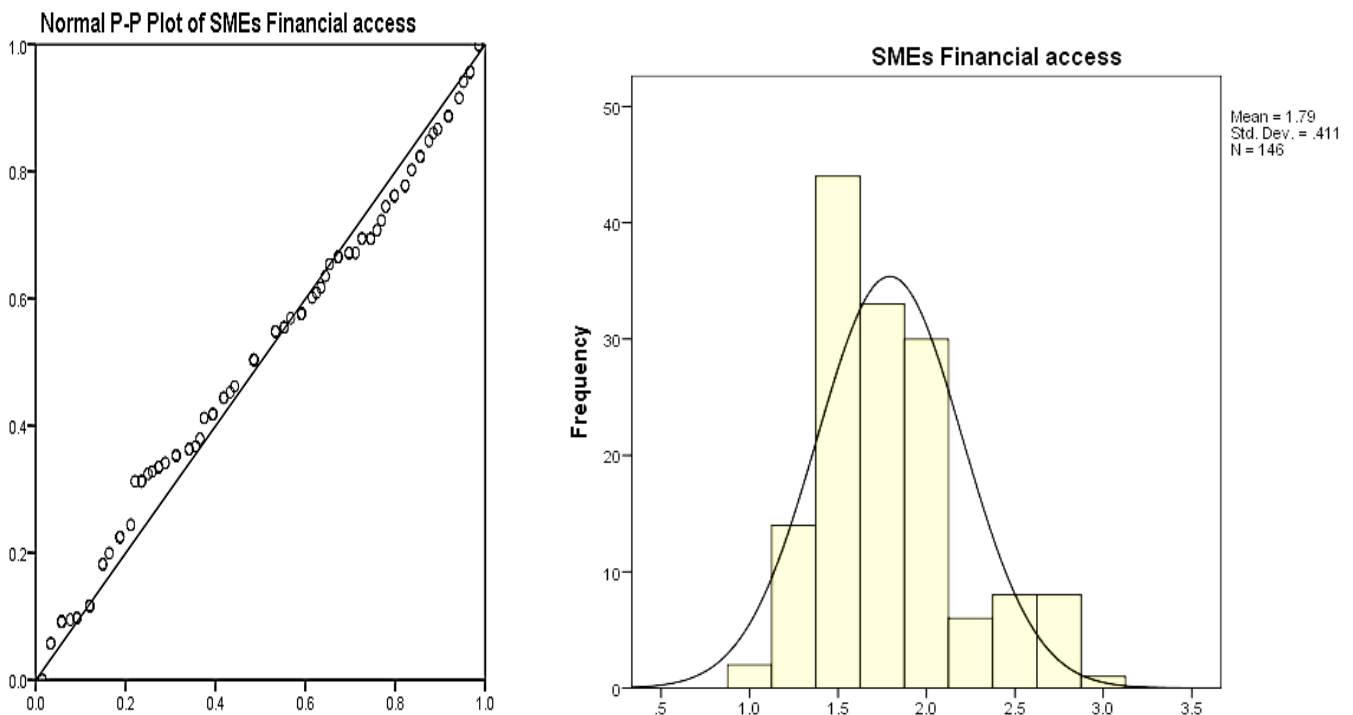 Normal P-P Plot of SMEs Financial access
1.0
0.8
0.6
0.4
0.2
0.0
0.0 0.2 0.4 0.6 0.8 1.0
SMEs Financial access
Mean = 1.79
Std. Dev. = .411
N = 146
Frequency
50
40
30
20
10
0
.5 1.0 1.5 2.0 2.5 3.0 3.5